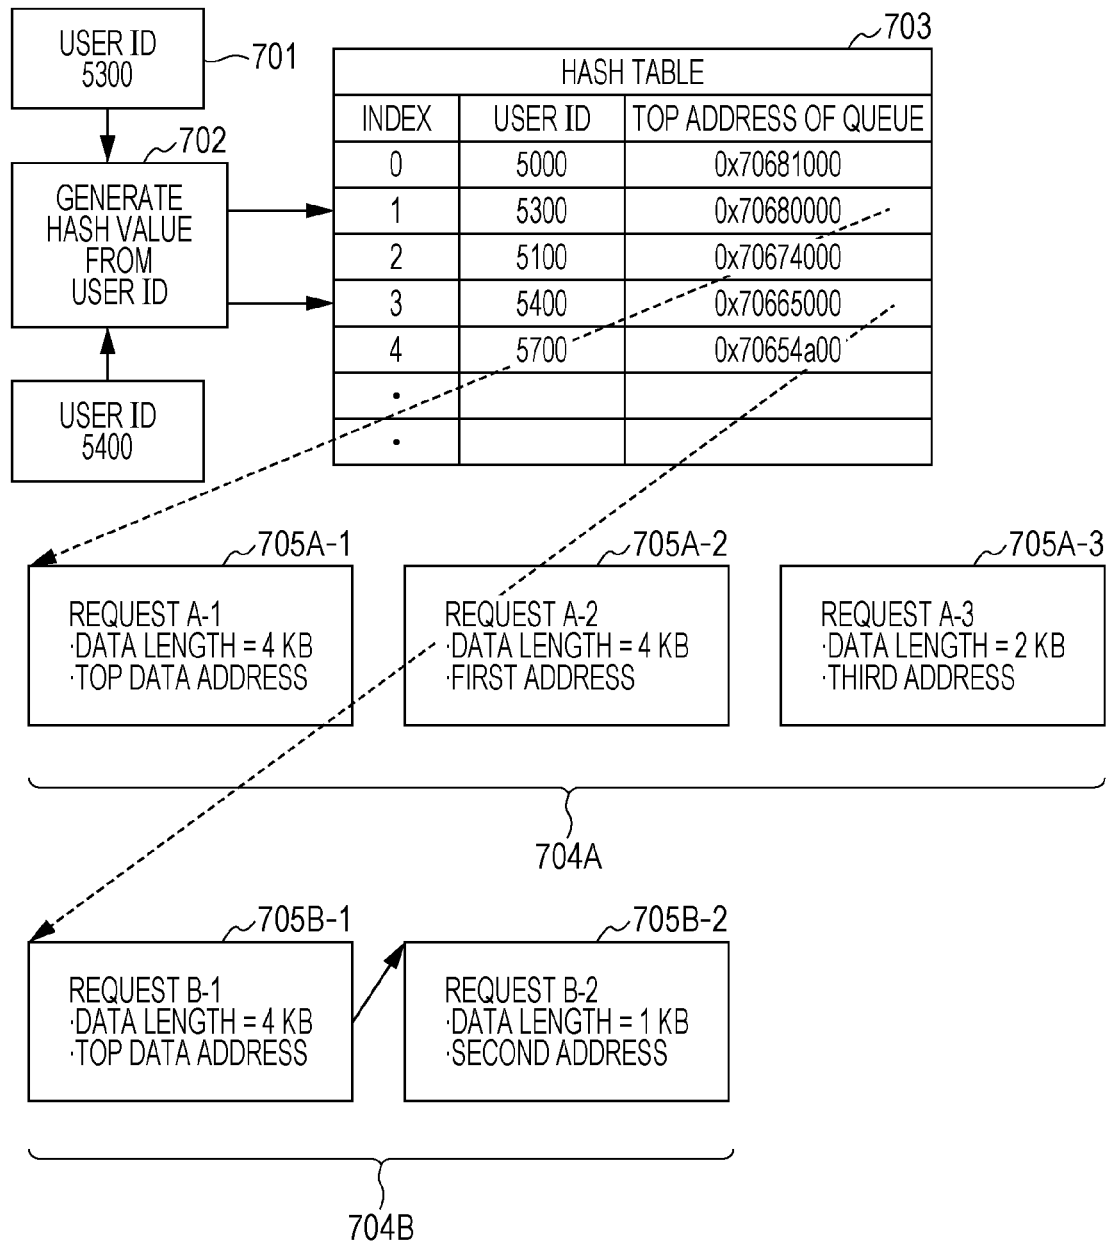 USER ID
5300
701
703
HASH TABLE
INDEX USER ID TOP ADDRESS OF QUEUE
0 5000 0x70681000
1 5300 0x70680000
2 5100 0x70674000
3 5400 0x70665000
4 5700 0x70654a00
702
GENERATE
HASH VALUE
FROM
USER ID
USER ID
5400
705A-1
REQUEST A-1
·DATA LENGTH = 4 KB
·TOP DATA ADDRESS
705A-2
REQUEST A-2
·DATA LENGTH = 4 KB
·FIRST ADDRESS
705A-3
REQUEST A-3
·DATA LENGTH = 2 KB
·THIRD ADDRESS
704A
705B-1
REQUEST B-1
·DATA LENGTH = 4 KB
·TOP DATA ADDRESS
705B-2
REQUEST B-2
·DATA LENGTH = 1 KB
·SECOND ADDRESS
704B